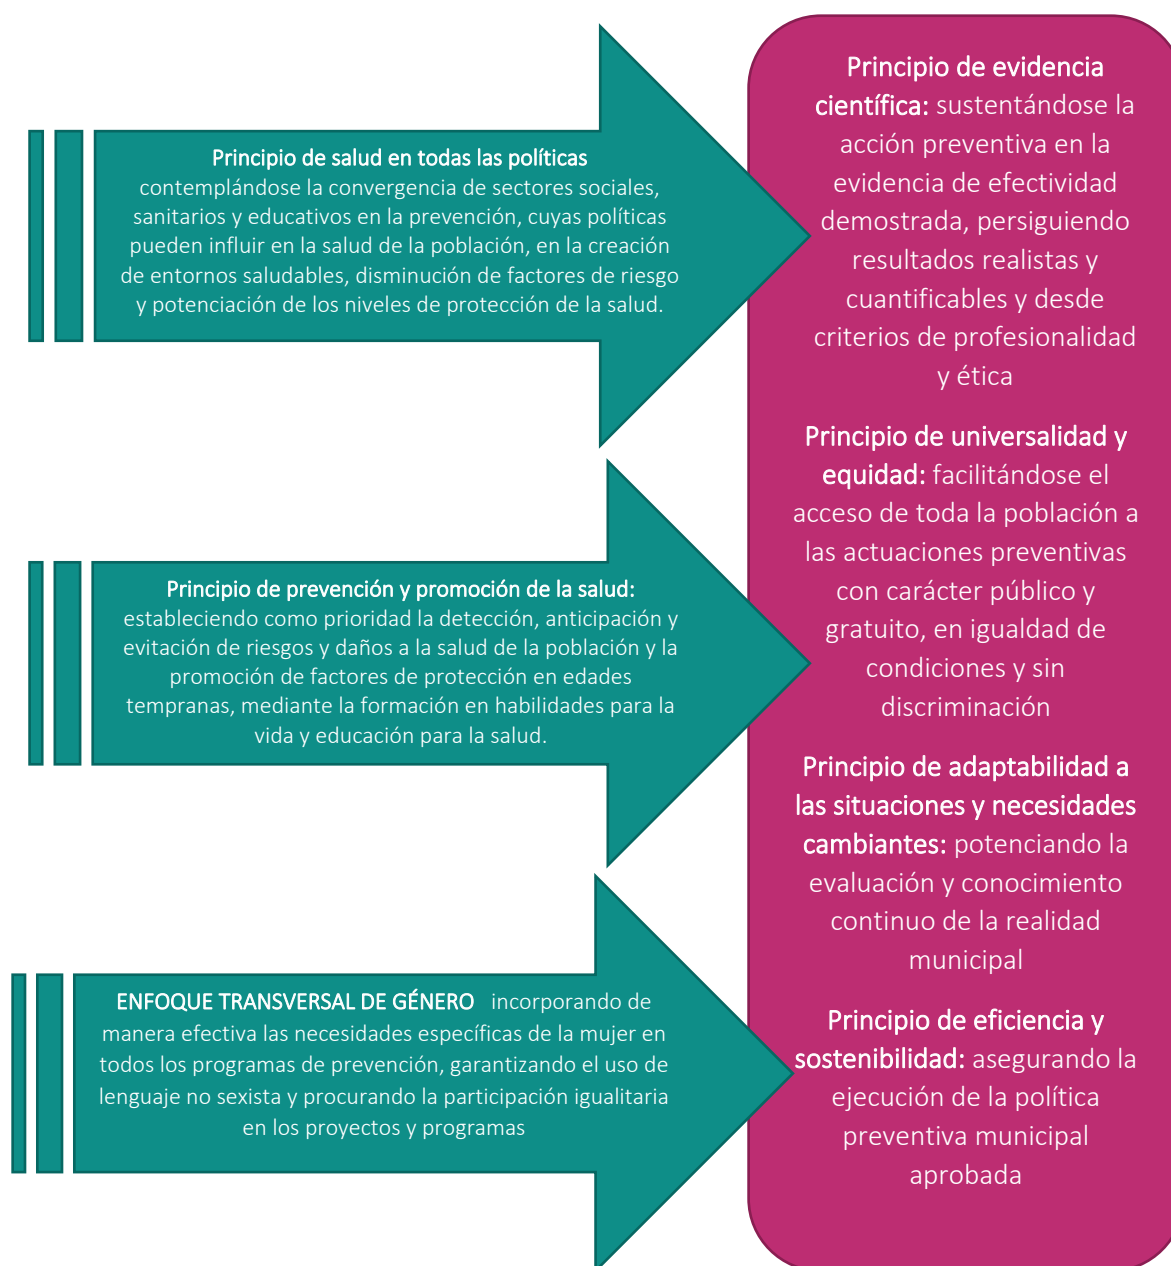 Principio de salud en todas las políticas
contemplándose la convergencia de sectores sociales,
sanitarios y educativos en la prevención, cuyas políticas
pueden influir en la salud de la población, en la creación
de entornos saludables, disminución de factores de riesgo
y potenciación de los niveles de protección de la salud.
Principio de prevención y promoción de la salud:
estableciendo como prioridad la detección, anticipación y
evitación de riesgos y daños a la salud de la población y la
promoción de factores de protección en edades
tempranas, mediante la formación en habilidades para la
vida y educación para la salud.
ENFOQUE TRANSVERSAL DE GÉNERO incorporando de
manera efectiva las necesidades específicas de la mujer en
todos los programas de prevención, garantizando el uso de
lenguaje no sexista y procurando la participación igualitaria
en los proyectos y programas
Principio de evidencia
científica: sustentándose la
acción preventiva en la
evidencia de efectividad
demostrada, persiguiendo
resultados realistas y
cuantificables y desde
criterios de profesionalidad
y ética
Principio de universalidad y
equidad: facilitándose el
acceso de toda la población a
las actuaciones preventivas
con carácter público y
gratuito, en igualdad de
condiciones y sin
discriminación
Principio de adaptabilidad a
las situaciones y necesidades
cambiantes: potenciando la
evaluación y conocimiento
continuo de la realidad
municipal
Principio de eficiencia y
sostenibilidad: asegurando la
ejecución de la política
preventiva municipal
aprobada